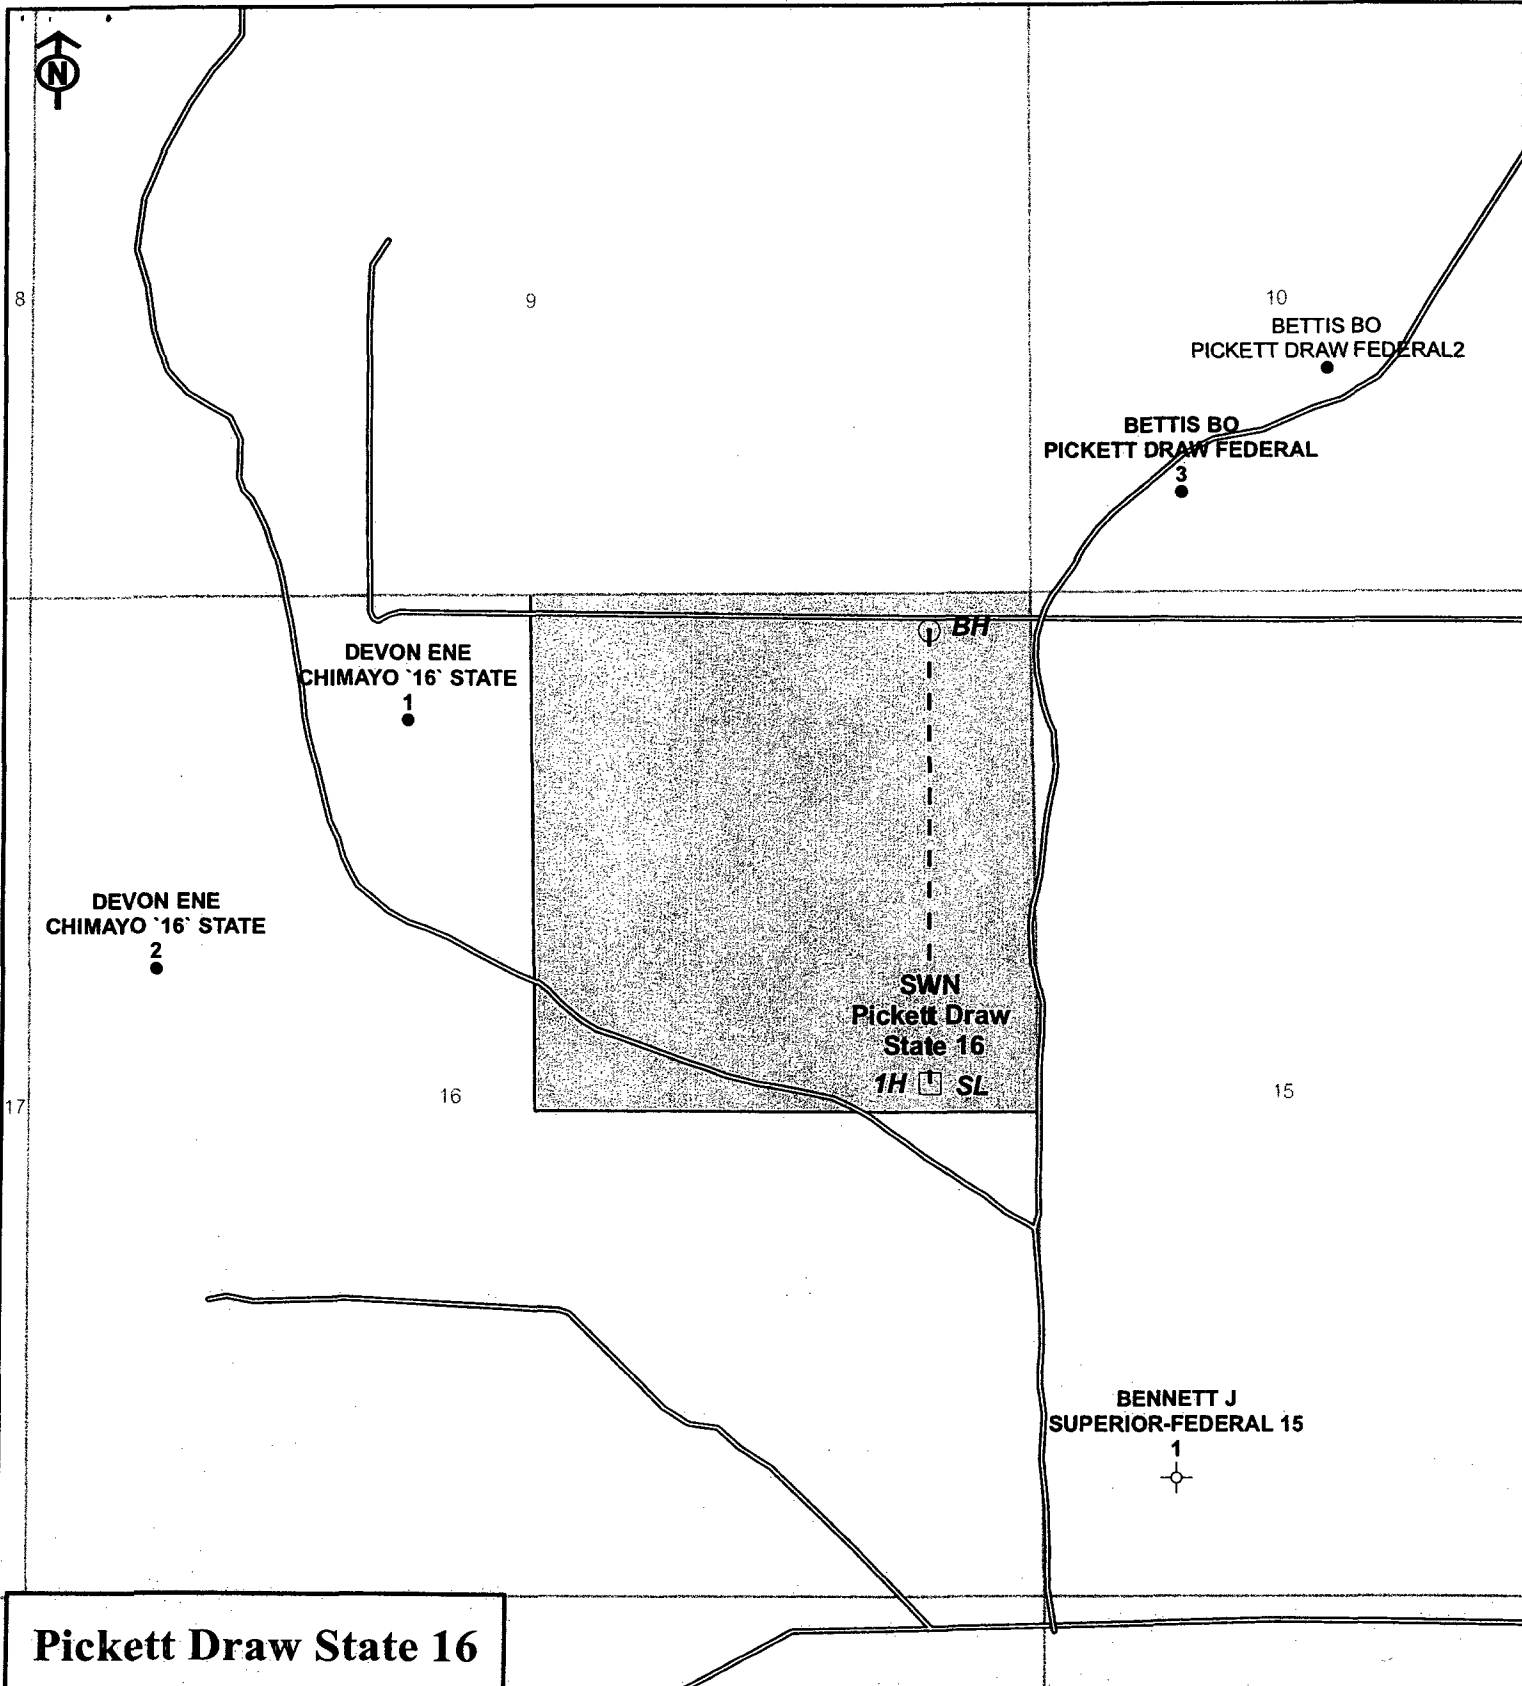 N
8
9
10
BETTIS BO
PICKETT DRAW FEDERAL2
BETTIS BO
PICKETT DRAW FEDERAL
3
BH
DEVON ENE
CHIMAYO `16` STATE
1
DEVON ENE
CHIMAYO `16` STATE
2
SWN
Pickett Draw
State 16
1H SL
17
16
15
BENNETT J
SUPERIOR-FEDERAL 15
1
Pickett Draw State 16